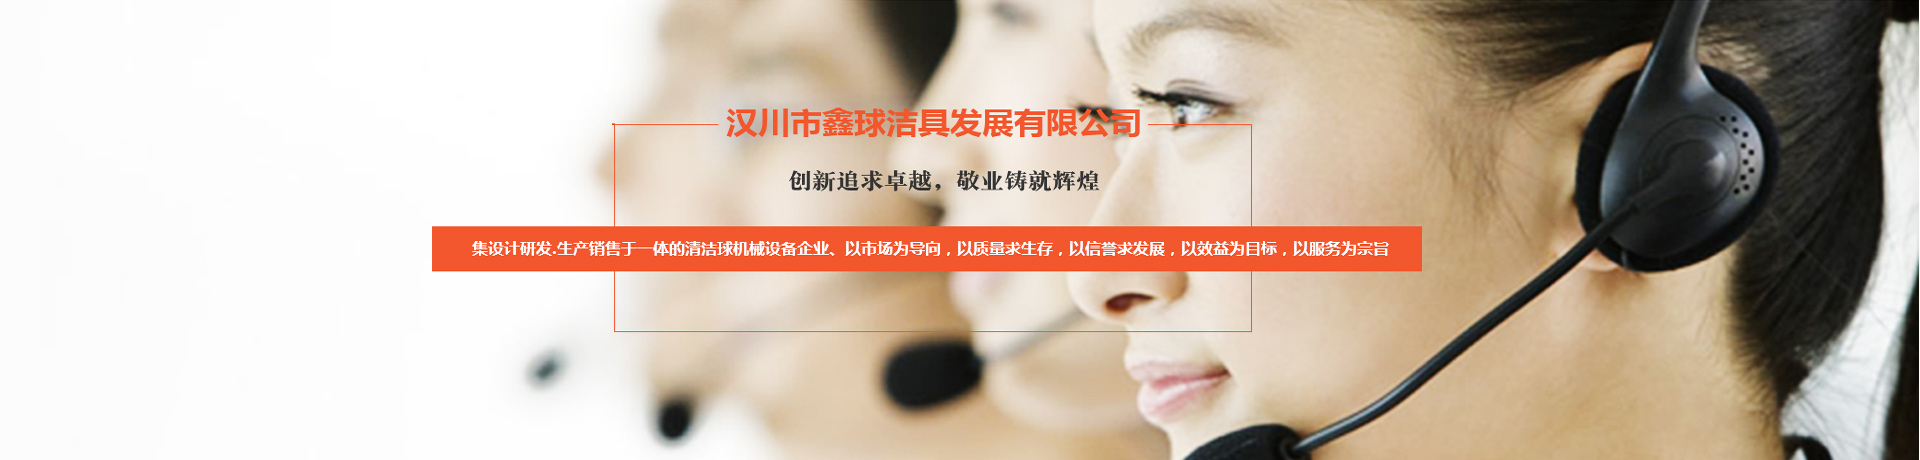 汉川市鑫球洁具发展有限公司
创新追求卓越，敬业铸就辉煌
集设计研发.生产销售于一体的清洁球机械设备企业、以市场为导向，以质量求生存，以信誉求发展，以效益为目标，以服务为宗旨